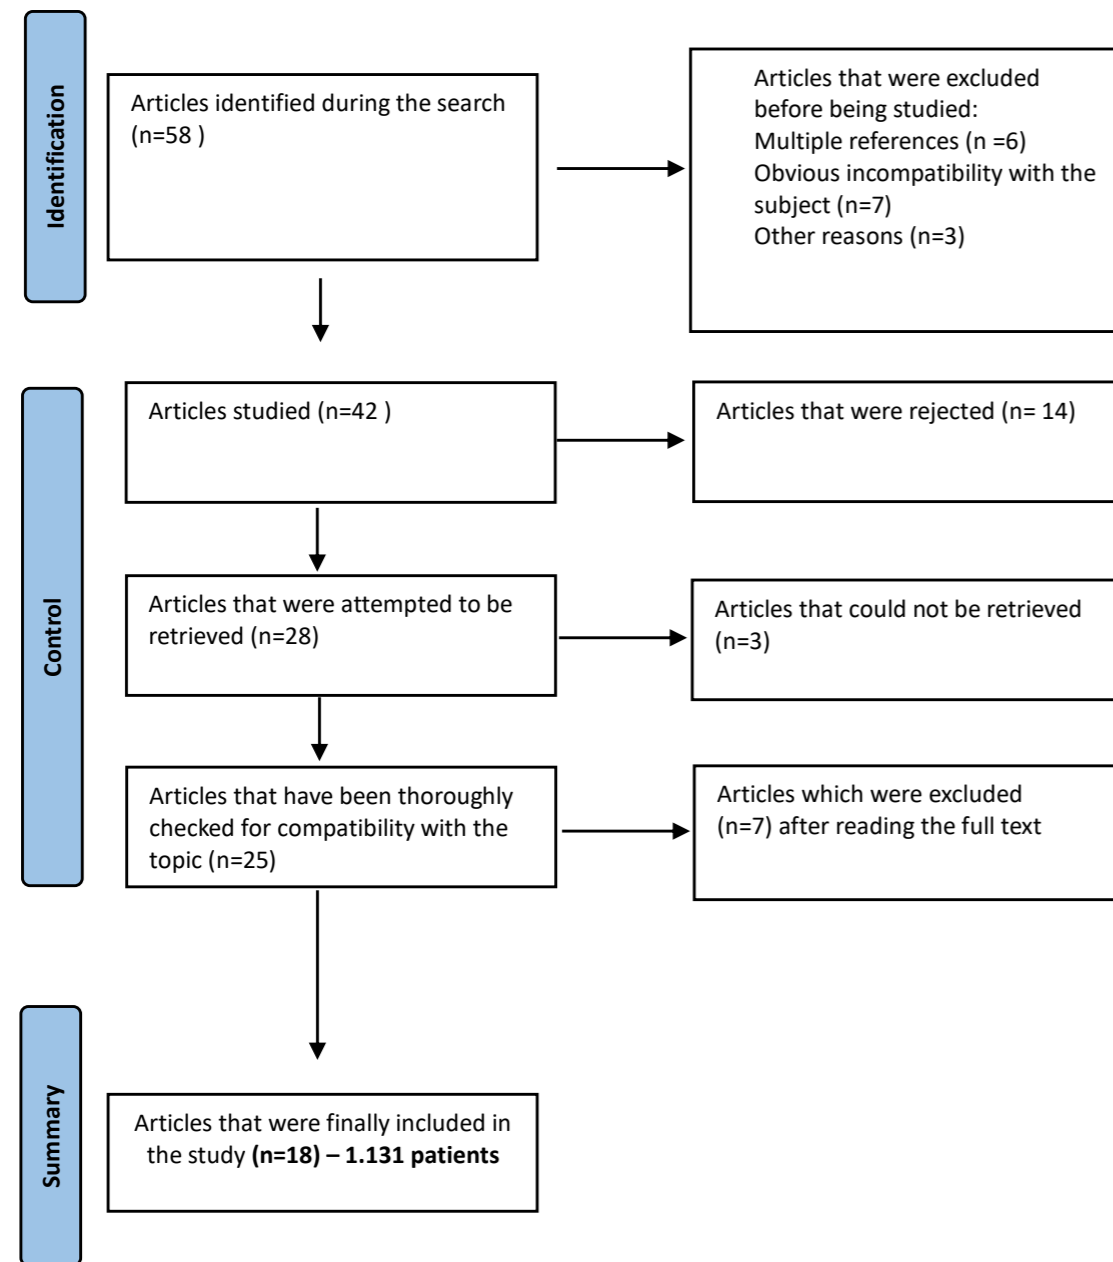 Identification
Articles identified during the search
(n=58 )
Articles that were excluded
before being studied:
Multiple references (n =6)
Obvious incompatibility with the
subject (n=7)
Other reasons (n=3)
Control
Articles studied (n=42 )
Articles that were rejected (n= 14)
Articles that were attempted to be
retrieved (n=28)
Articles that could not be retrieved
(n=3)
Articles that have been thoroughly
checked for compatibility with the
topic (n=25)
Articles which were excluded
(n=7) after reading the full text
Summary
Articles that were finally included in
the study (n=18) – 1.131 patients